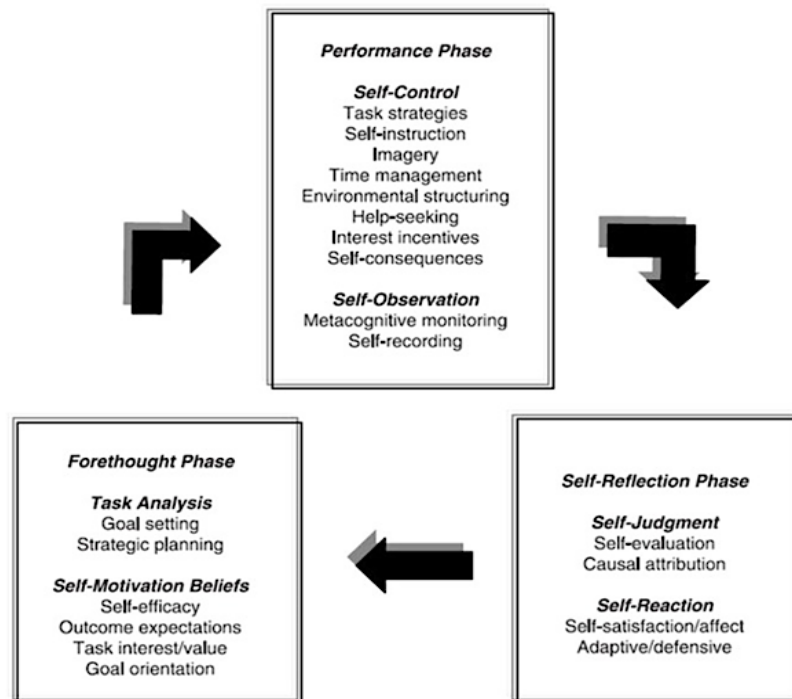 Performance Phase
Self-Control
Task strategies
Self-instruction
Imagery
Time management
Environmental structuring
Help-seeking
Interest incentives
Self-consequences
Self-Observation
Metacognitive monitoring
Self-recording
Forethought Phase
Task Analysis
Goal setting
Strategic planning
Self-Motivation Beliefs
Self-efficacy
Outcome expectations
Task interest/value
Goal orientation
Self-Reflection Phase
Self-Judgment
Self-evaluation
Causal attribution
Self-Reaction
Self-satisfaction/affect
Adaptive/defensive